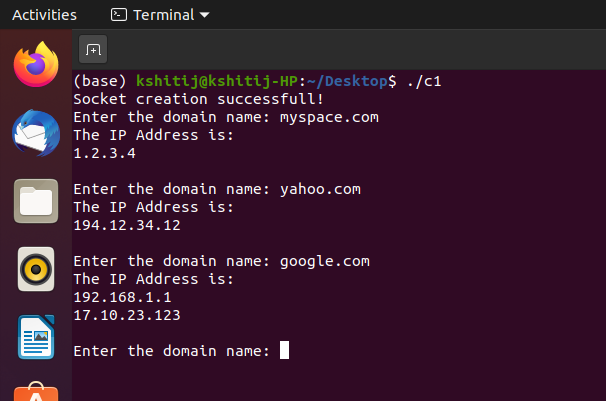 Activities Terminal
(base) kshitij@kshitij-HP:~/Desktop$ ./c1
Socket creation successfull!
Enter the domain name: myspace.com
The IP Address is:
1.2.3.4
Enter the domain name: yahoo.com
The IP Address is:
194.12.34.12
Enter the domain name: google.com
The IP Address is:
192.168.1.1
17.10.23.123
Enter the domain name: